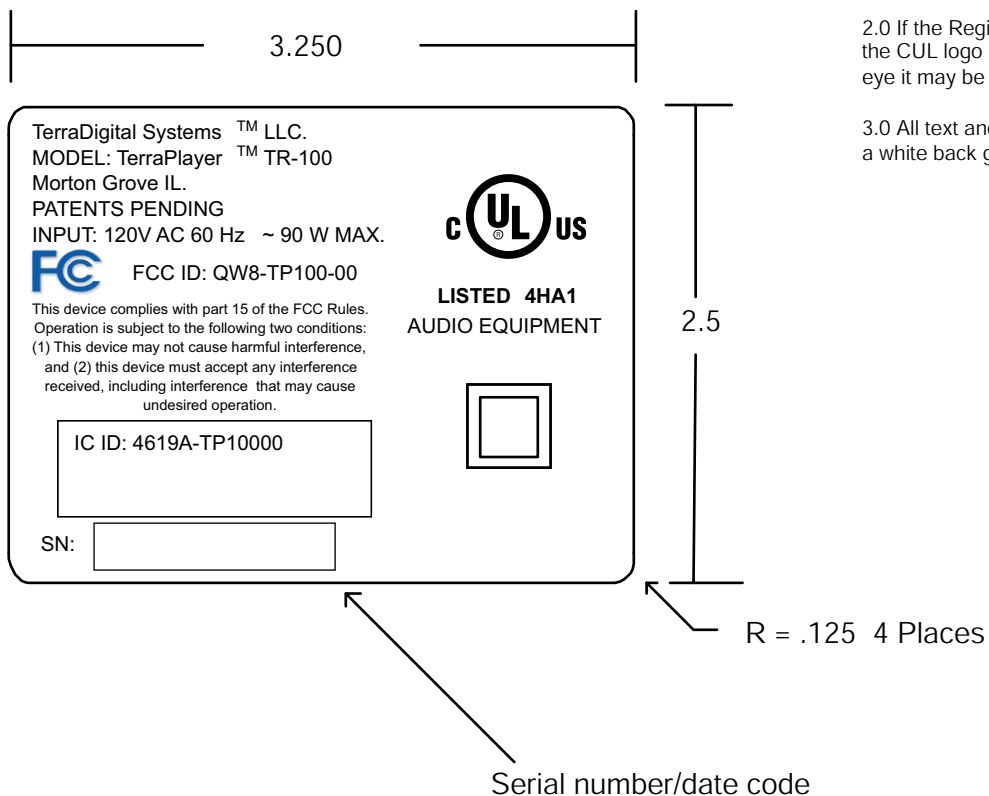 3.250
2.0 If the Regi
the CUL logo
eye it may be
3.0 All text and
a white back g
TerraDigital Systems TM LLC.
MODEL: TerraPlayer TM TR-100
Morton Grove IL.
PATENTS PENDING
INPUT: 120V AC 60 Hz ~ 90 W MAX.
FCC FCC ID: QW8-TP100-00
This device complies with part 15 of the FCC Rules.
Operation is subject to the following two conditions:
(1) This device may not cause harmful interference,
and (2) this device must accept any interference
received, including interference that may cause
undesired operation.
IC ID: 4619A-TP10000
SN:
C UL ® US
LISTED 4HA1
AUDIO EQUIPMENT
2.5
R = .125 4 Places
Serial number/date code